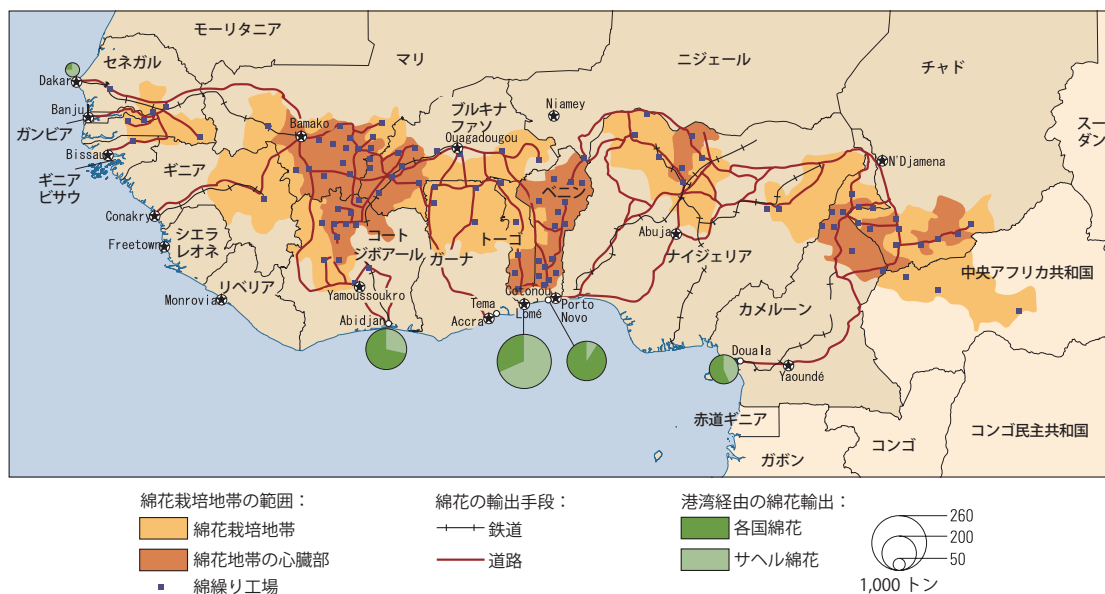 モーリタニア
マリ
ニジェール
チャド
スー
ダン
セネガル
Dakar
Banjul
ガンビア
Bissau
ギニア
ビサウ
ギニア
Bamako
ブルキナ
ファソ
Ouagadougou
Niamey
N'Djamena
Conakry
Freetown
シエラ
レオネ
リベリア
Monrovia
コート
ジボアール
Yamoussoukro
Abidjan
ガーナ
トーゴ
ベニン
Tema
Accra
Lomé
Cotonou
Porto
Novo
Abuja
ナイジェリア
カメルーン
Douala
Yaoundé
中央アフリカ共和国
赤道ギニア
ガボン
コンゴ
コンゴ民主共和国
綿花栽培地帯の範囲：
綿花栽培地帯
綿花地帯の心臓部
綿繰り工場
綿花の輸出手段：
鉄道
道路
港湾経由の綿花輸出：
各国綿花
サヘル綿花
260
200
50
1,000 トン